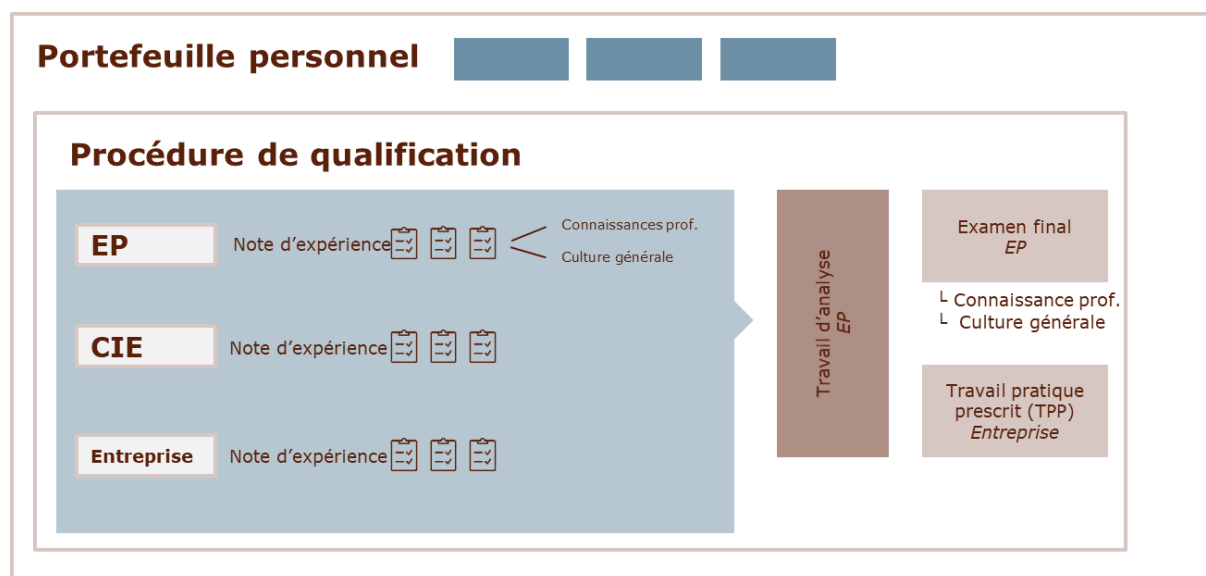 Portefeuille personnel
Procédure de qualification
EP
Note d'expérience
Connaissances prof.
Culture générale
CIE
Note d'expérience
Entreprise
Note d'expérience
Travail d'analyse
EP
Examen final
EP
└ Connaissance prof.
└ Culture générale
Travail pratique
prescrit (TPP)
Entreprise